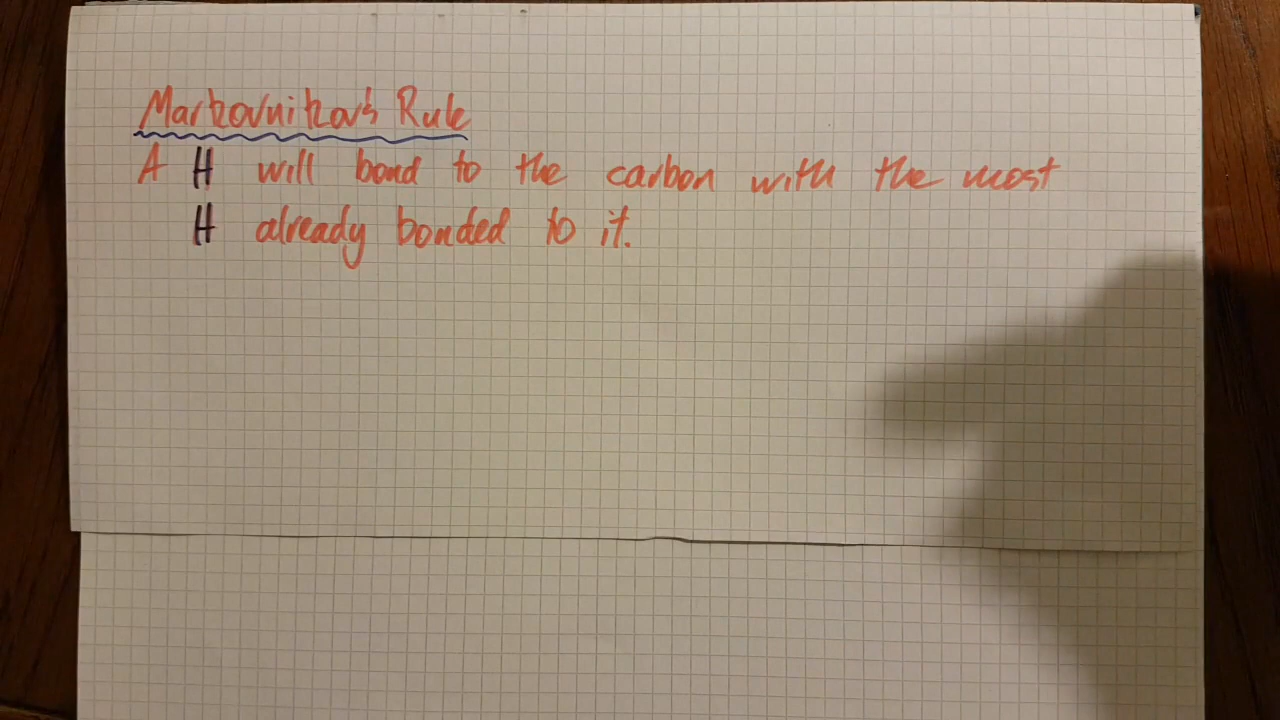 Markovnikov's Rule
A H will bond to the carbon with the most
H already bonded to it.